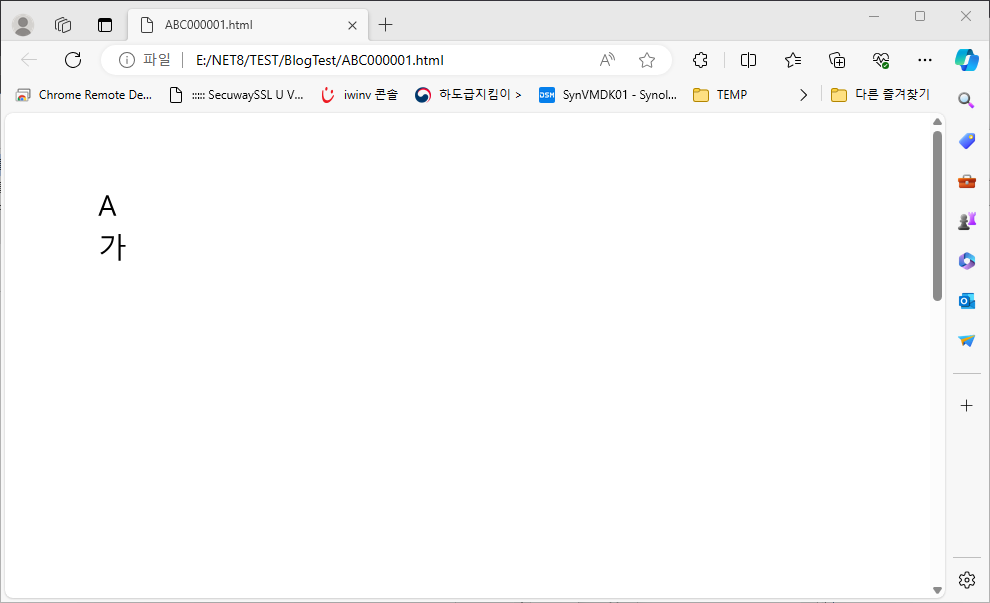 ABC000001.html
파일 E:/NET8/TEST/BlogTest/ABC000001.html
Chrome Remote De... ::::: SecuwaySSL U V... iwinv 콘솔 하도급지킴이 > SynVMDK01 - Synol... TEMP 다른 즐겨찾기
A
가